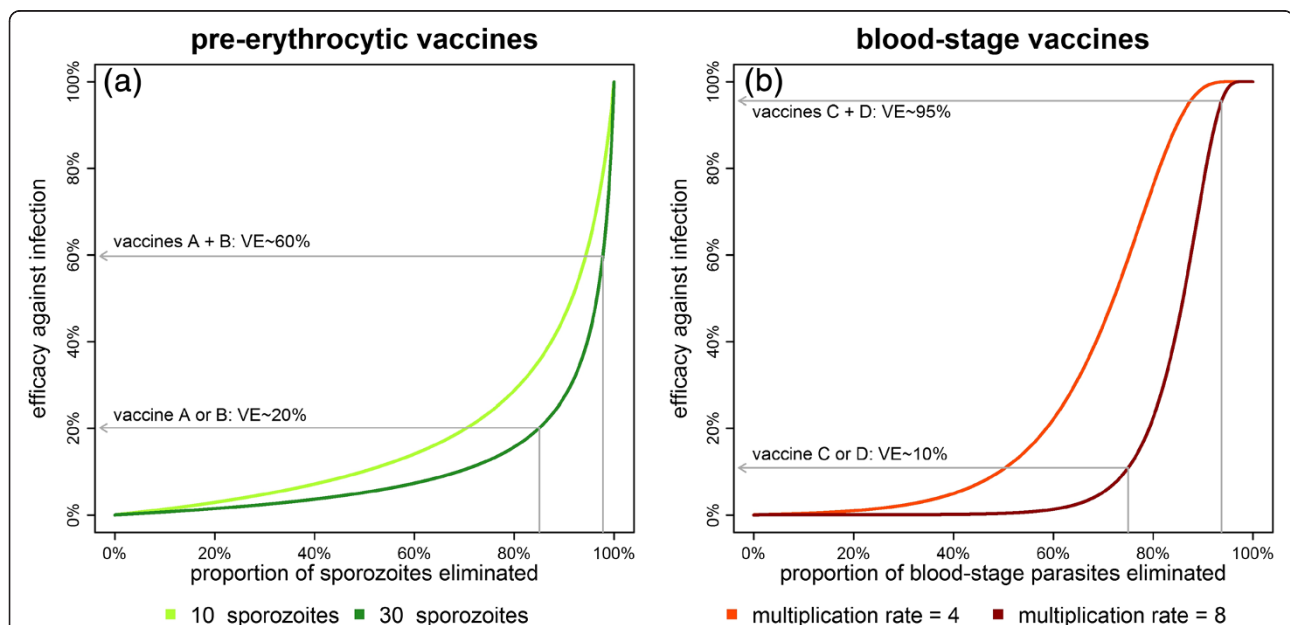 pre-erythrocytic vaccines
(a)
efficacy against infection
100%
80%
60%
40%
20%
0%
vaccines A + B: VE~60%
vaccine A or B: VE~20%
0% 20% 40% 60% 80% 100%
proportion of sporozoites eliminated
10 sporozoites 30 sporozoites
blood-stage vaccines
(b)
efficacy against infection
100%
80%
60%
40%
20%
0%
vaccines C + D: VE~95%
vaccine C or D: VE~10%
0% 20% 40% 60% 80% 100%
proportion of blood-stage parasites eliminated
multiplication rate = 4 multiplication rate = 8